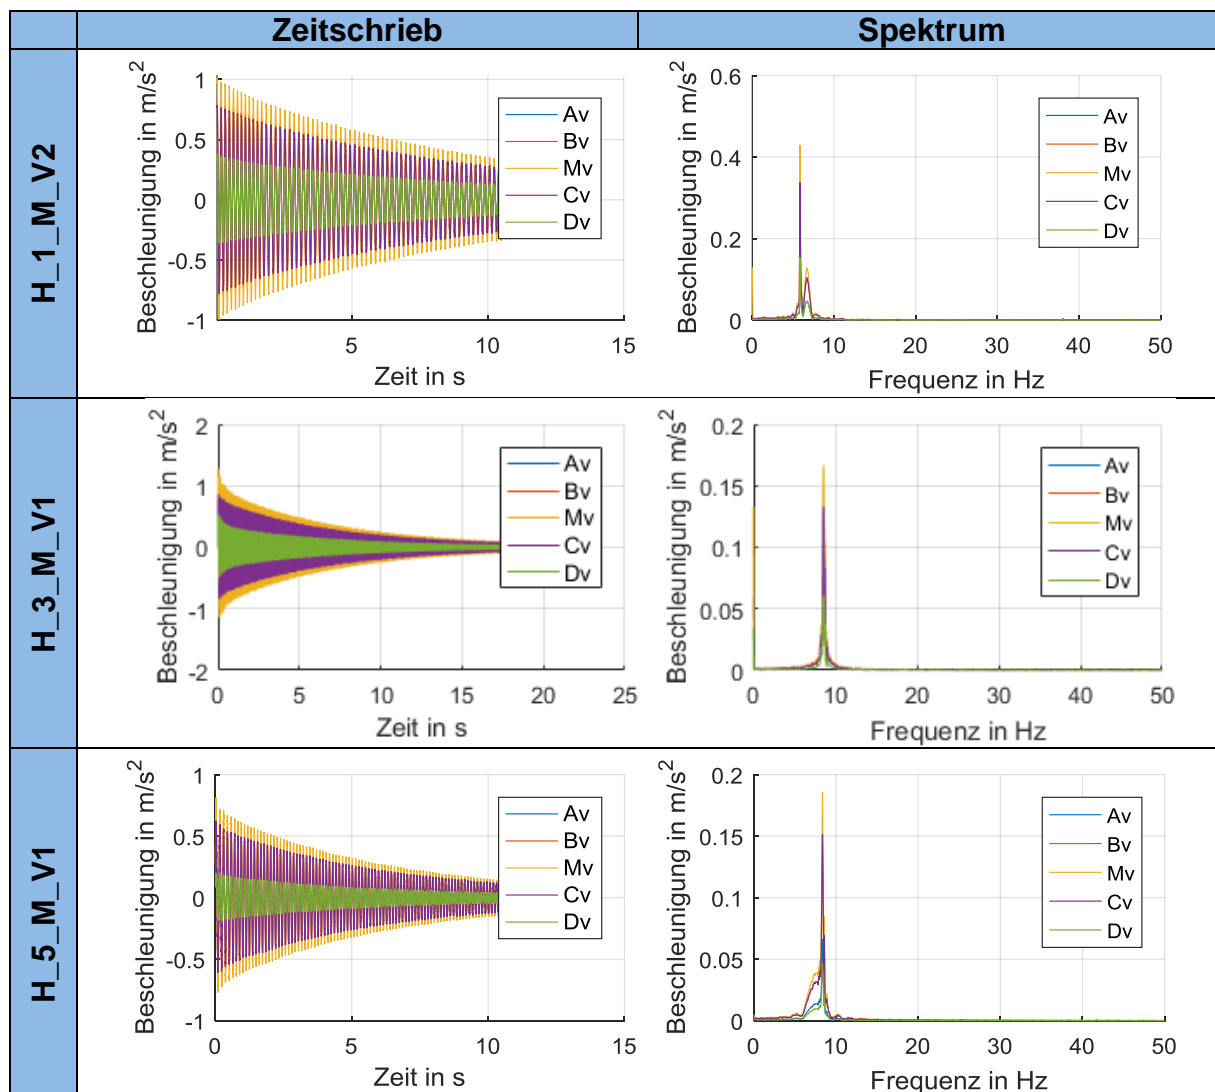 Zeitschrieb
Spektrum
H_1_M_V2
Beschleunigung in m/s²
1
0.5
0
-0.5
-1
5
10
15
Zeit in s
Av
Bv
Mv
Cv
Dv
Beschleunigung in m/s²
0.6
0.4
0.2
0
0
10
20
30
40
50
Frequenz in Hz
Av
Bv
Mv
Cv
Dv
H_3_M_V1
Beschleunigung in m/s²
2
1
0
-1
-2
0
5
10
15
20
25
Zeit in s
Av
Bv
Mv
Cv
Dv
Beschleunigung in m/s²
0.2
0.15
0.1
0.05
0
0
10
20
30
40
50
Frequenz in Hz
Av
Bv
Mv
Cv
Dv
H_5_M_V1
Beschleunigung in m/s²
1
0.5
0
-0.5
-1
0
5
10
15
Zeit in s
Av
Bv
Mv
Cv
Dv
Beschleunigung in m/s²
0.2
0.15
0.1
0.05
0
0
10
20
30
40
50
Frequenz in Hz
Av
Bv
Mv
Cv
Dv